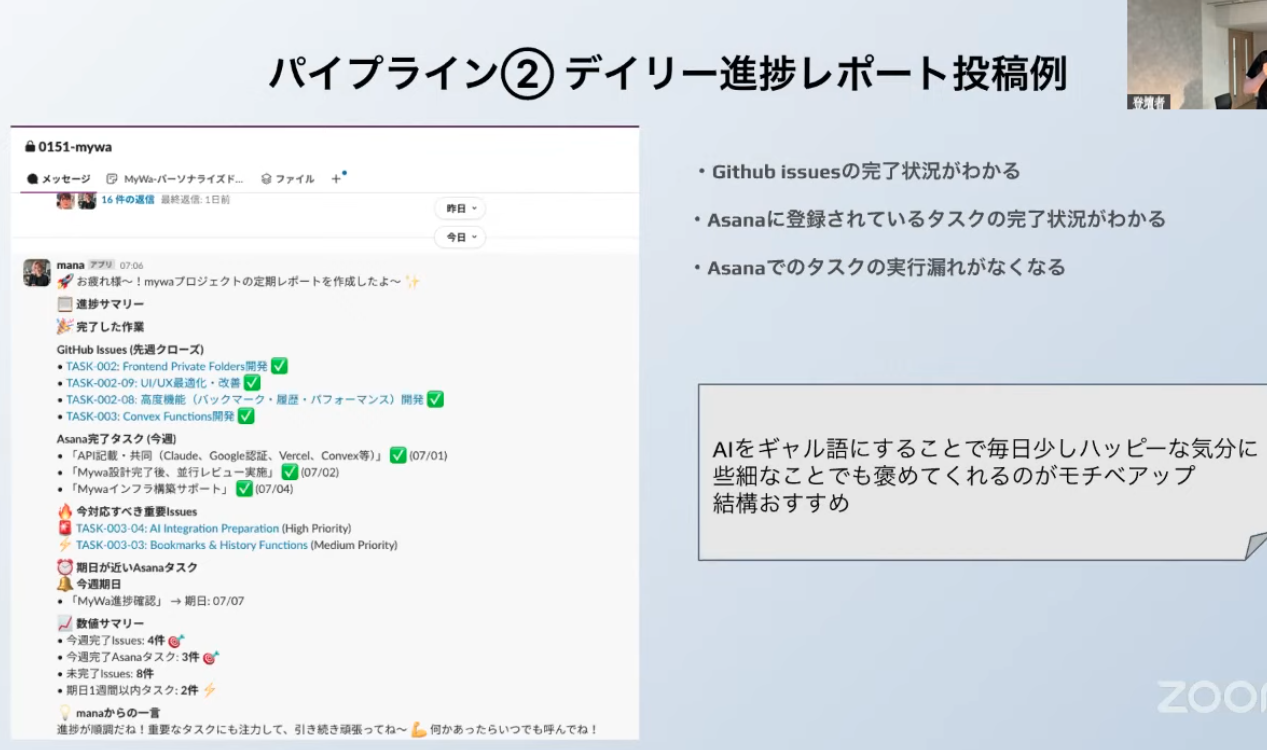 パイプライン② デイリー進捗レポート投稿例
登壇者
0151-mywa
メッセージ MyWa-パーソナライズド... ファイル +
16 件の返信 最終返信: 1日前
昨日
今日
mana アプリ 07:06
🚀 お疲れ様〜！mywaプロジェクトの定期レポートを作成したよ〜 ✨
進捗サマリー
🎉 完了した作業
GitHub Issues (先週クローズ)
• TASK-002: Frontend Private Folders開発 ✅
• TASK-002-09: UI/UX最適化・改善 ✅
• TASK-002-08: 高度機能（バックマーク・履歴・パフォーマンス）開発 ✅
• TASK-003: Convex Functions開発 ✅
Asana完了タスク (今週)
• 「API記載・共同（Claude、Google認証、Vercel、Convex等）」 ✅ (07/01)
• 「Mywa設計完了後、並行レビュー実施」 ✅ (07/02)
• 「Mywaインフラ構築サポート」 ✅ (07/04)
🔥 今対応すべき重要Issues
🚨 TASK-003-04: AI Integration Preparation (High Priority)
⚡ TASK-003-03: Bookmarks & History Functions (Medium Priority)
⏰ 期日が近いAsanaタスク
🔔 今週期日
• 「MyWa進捗確認」 → 期日: 07/07
📈 数値サマリー
• 今週完了Issues: 4件 🎯
• 今週完了Asanaタスク: 3件 🎯
• 未完了Issues: 8件
• 期日1週間以内タスク: 2件 ⚡
💡 manaからの一言
進捗が順調だね！重要なタスクにも注力して、引き続き頑張ってね〜 💪 何かあったらいつでも呼んでね！
・Github issuesの完了状況がわかる
・Asanaに登録されているタスクの完了状況がわかる
・Asanaでのタスクの実行漏れがなくなる
AIをギャル語にすることで毎日少しハッピーな気分に
些細なことでも褒めてくれるのがモチベアップ
結構おすすめ
zoom